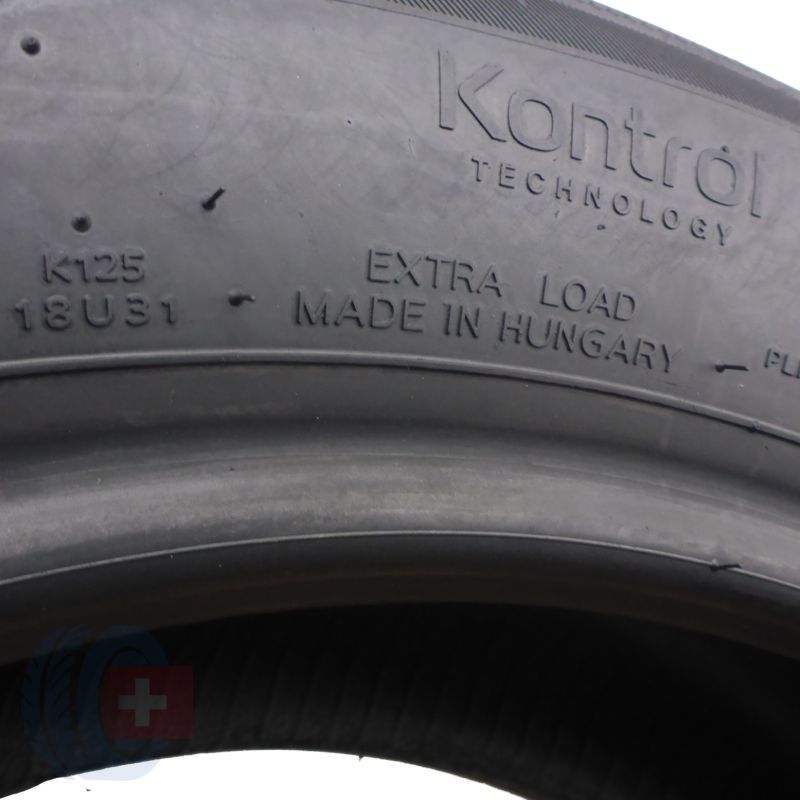 Kontrol
TECHNOLOGY
K125
18U31
EXTRA LOAD
MADE IN HUNGARY